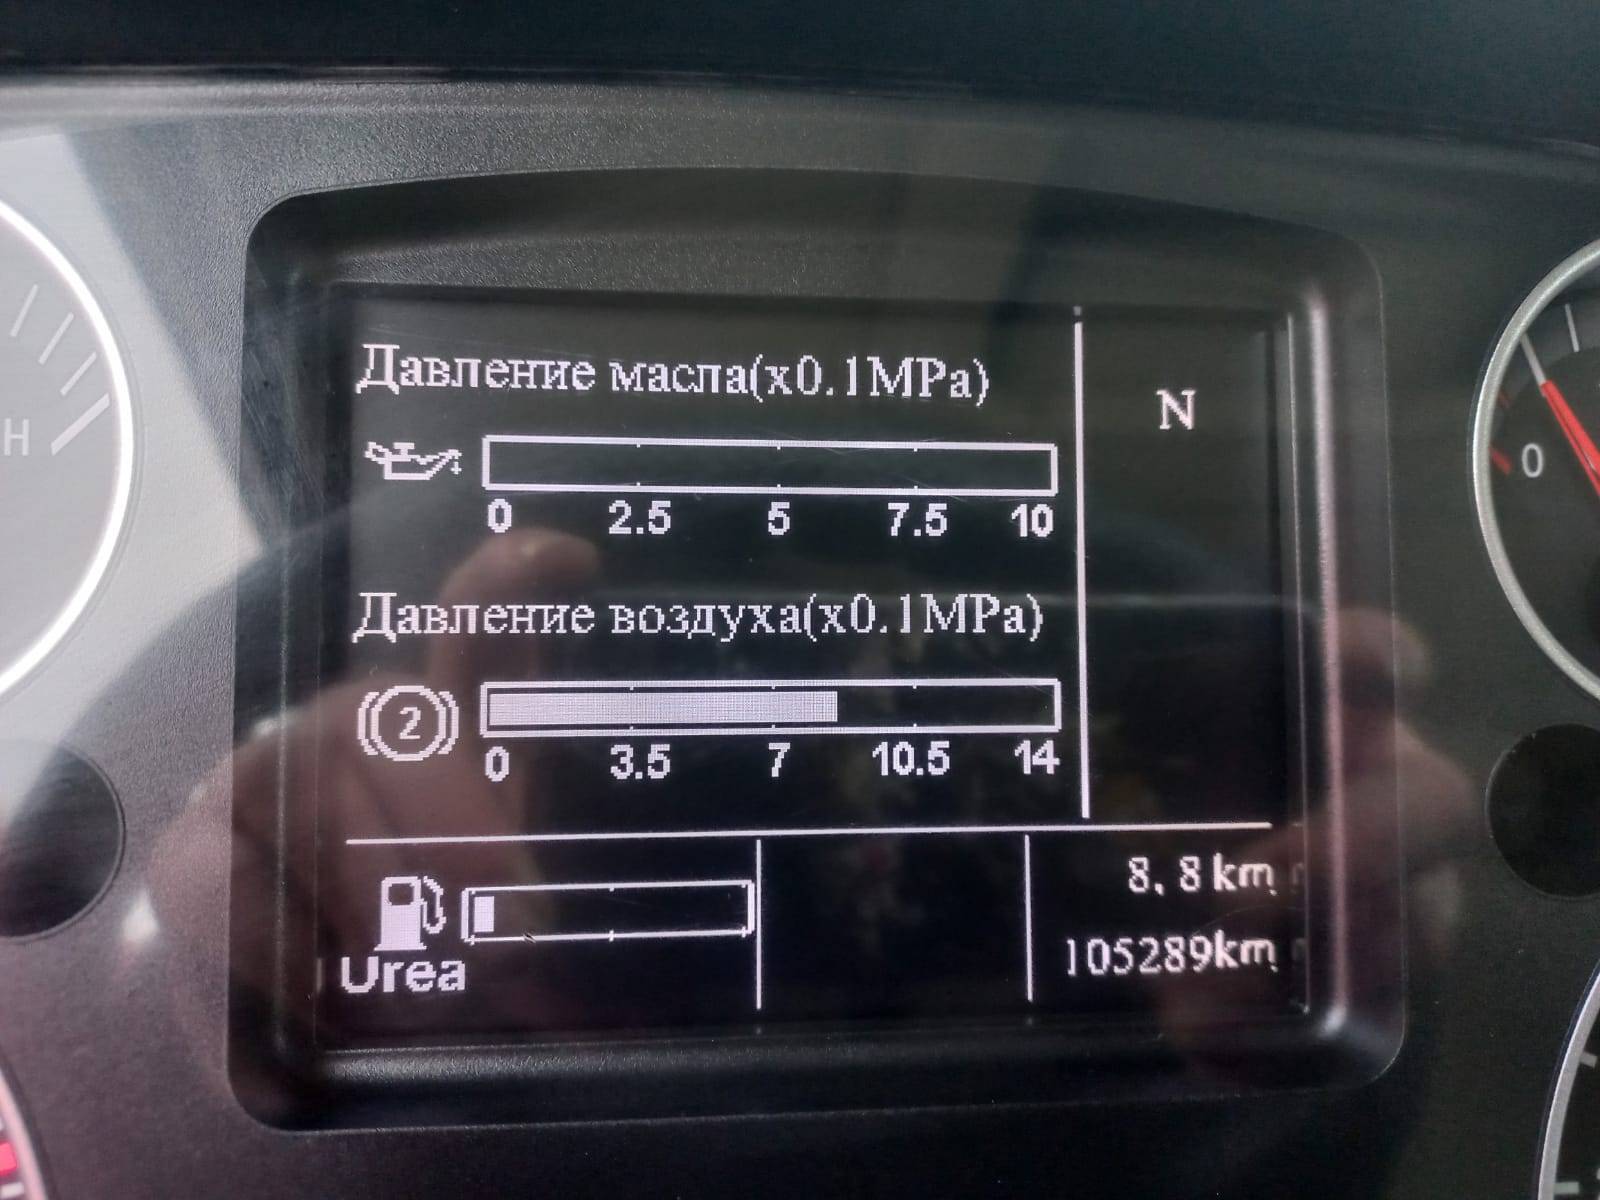 Давление масла(x0.1MPa)
N
0 2.5 5 7.5 10
Давление воздуха(x0.1MPa)
2
0 3.5 7 10.5 14
8.8 km
105289km
Urea
H
0